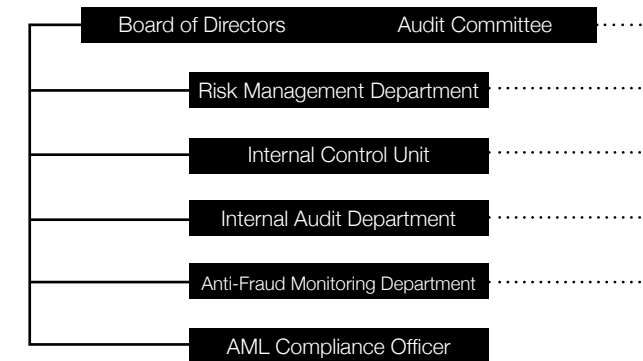 Board of Directors Audit Committee
Risk Management Department
Internal Control Unit
Internal Audit Department
Anti-Fraud Monitoring Department
AML Compliance Officer